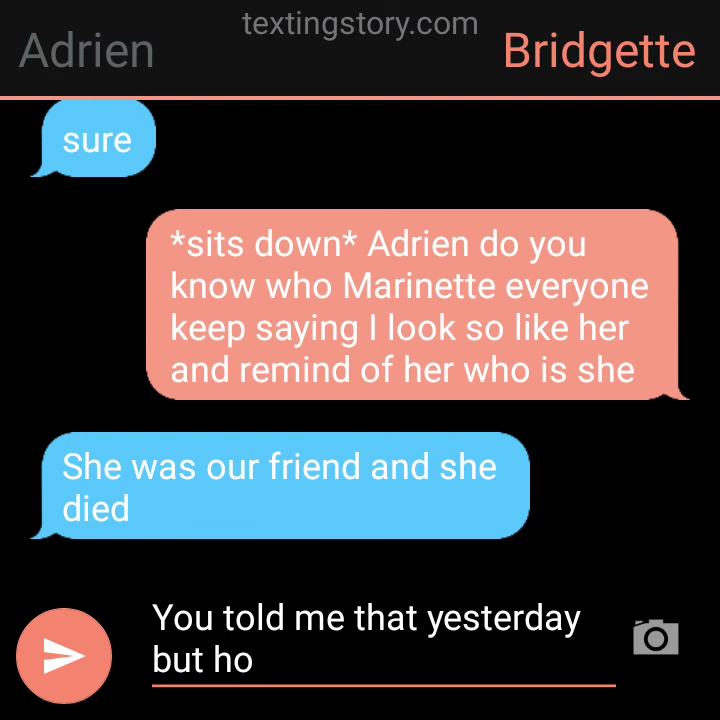 textingstory.com
Adrien
Bridgette
sure
*sits down* Adrien do you
know who Marinette everyone
keep saying I look so like her
and remind of her who is she
She was our friend and she
died
You told me that yesterday
but ho